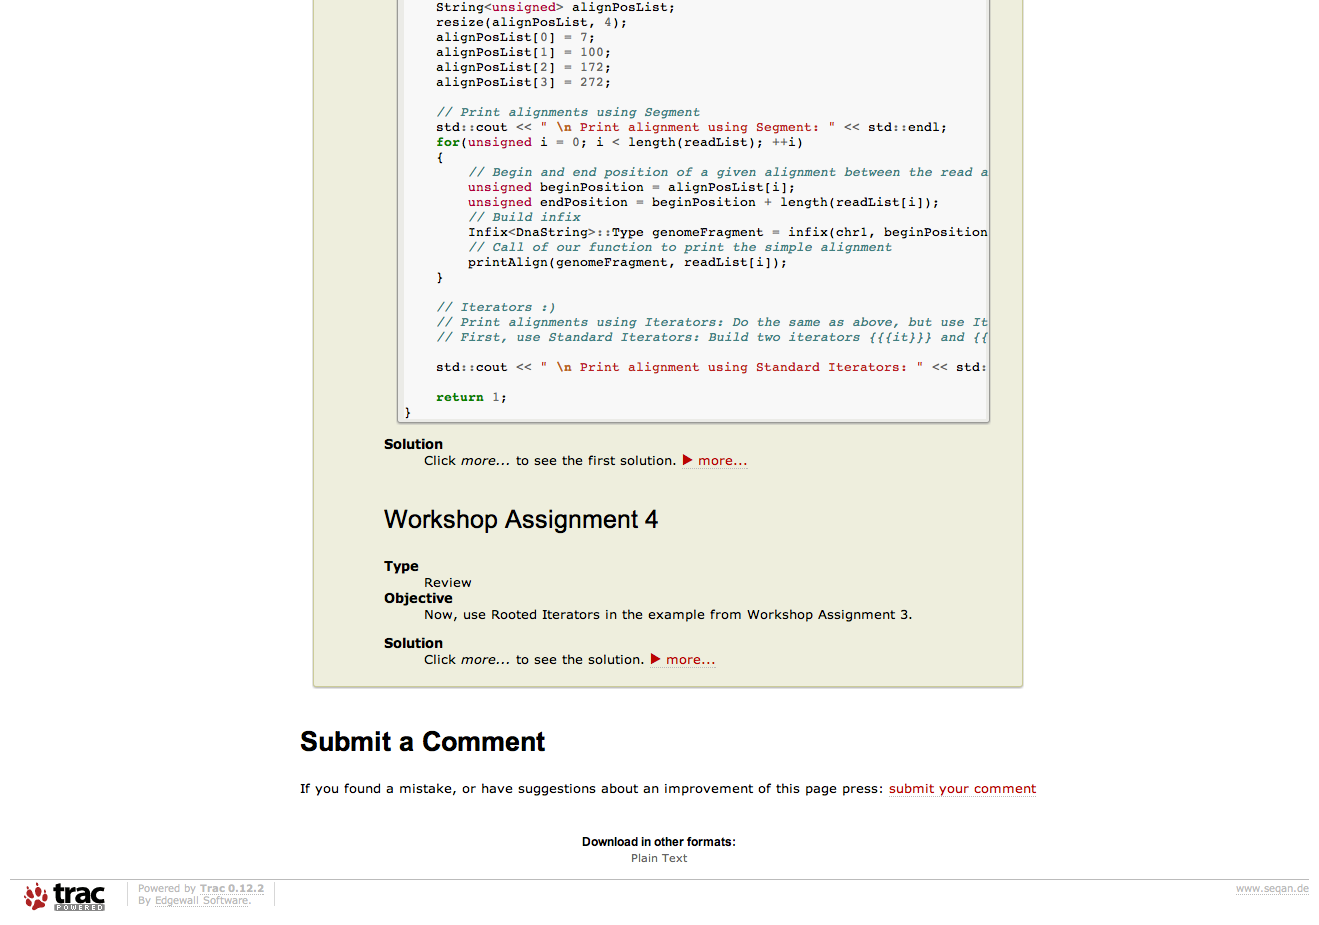 String<unsigned> alignPosList;
    resize(alignPosList, 4);
    alignPosList[0] = 7;
    alignPosList[1] = 100;
    alignPosList[2] = 172;
    alignPosList[3] = 272;

    // Print alignments using Segment
    std::cout << " \n Print alignment using Segment: " << std::endl;
    for(unsigned i = 0; i < length(readList); ++i)
    {
        // Begin and end position of a given alignment between the read a
        unsigned beginPosition = alignPosList[i];
        unsigned endPosition = beginPosition + length(readList[i]);
        // Build infix
        Infix<DnaString>::Type genomeFragment = infix(chr1, beginPosition
        // Call of our function to print the simple alignment
        printAlign(genomeFragment, readList[i]);
    }

    // Iterators :)
    // Print alignments using Iterators: Do the same as above, but use It
    // First, use Standard Iterators: Build two iterators {{{it}}} and {{

    std::cout << " \n Print alignment using Standard Iterators: " << std:

    return 1;
}
Solution
Click more... to see the first solution. ▶ more...
Workshop Assignment 4
Type
Review
Objective
Now, use Rooted Iterators in the example from Workshop Assignment 3.
Solution
Click more... to see the solution. ▶ more...
Submit a Comment
If you found a mistake, or have suggestions about an improvement of this page press: submit your comment
Download in other formats:
Plain Text
trac POWERED
Powered by Trac 0.12.2
By Edgewall Software.
www.seqan.de